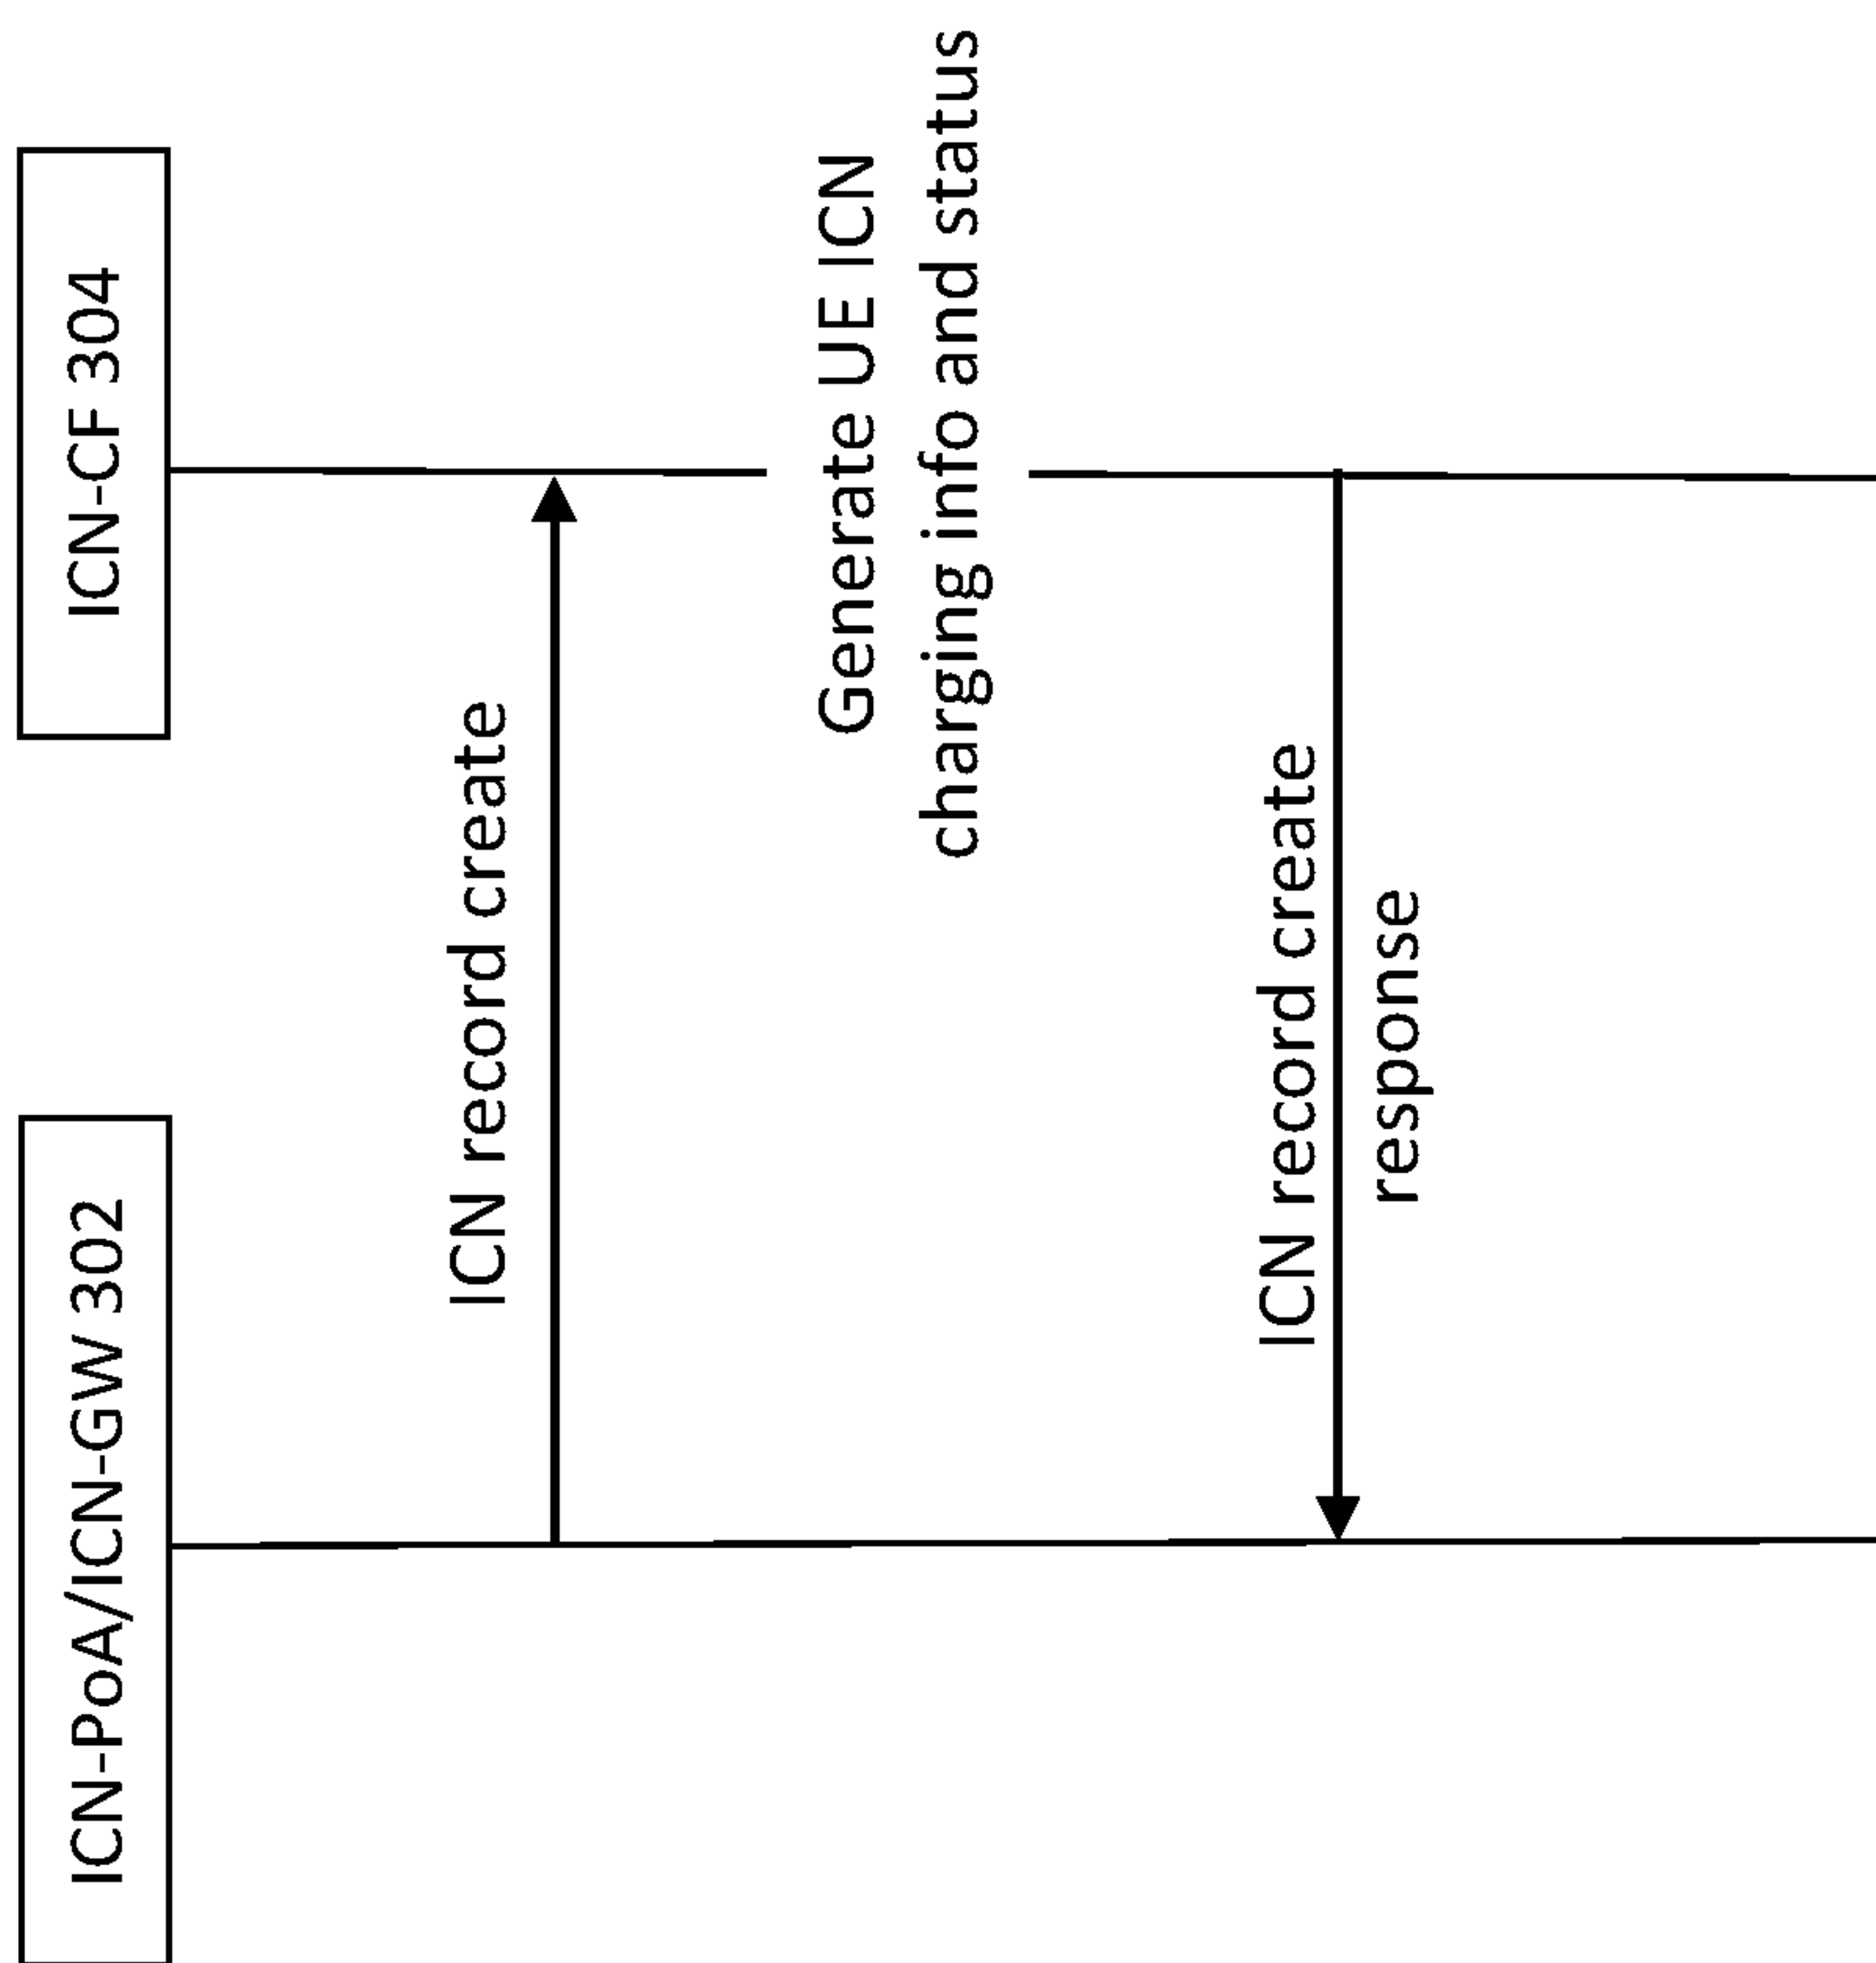 ICN-PoA/ICN-GW 302
ICN-CF 304
ICN record create
Generate UE ICN
charging info and status
ICN record create
response